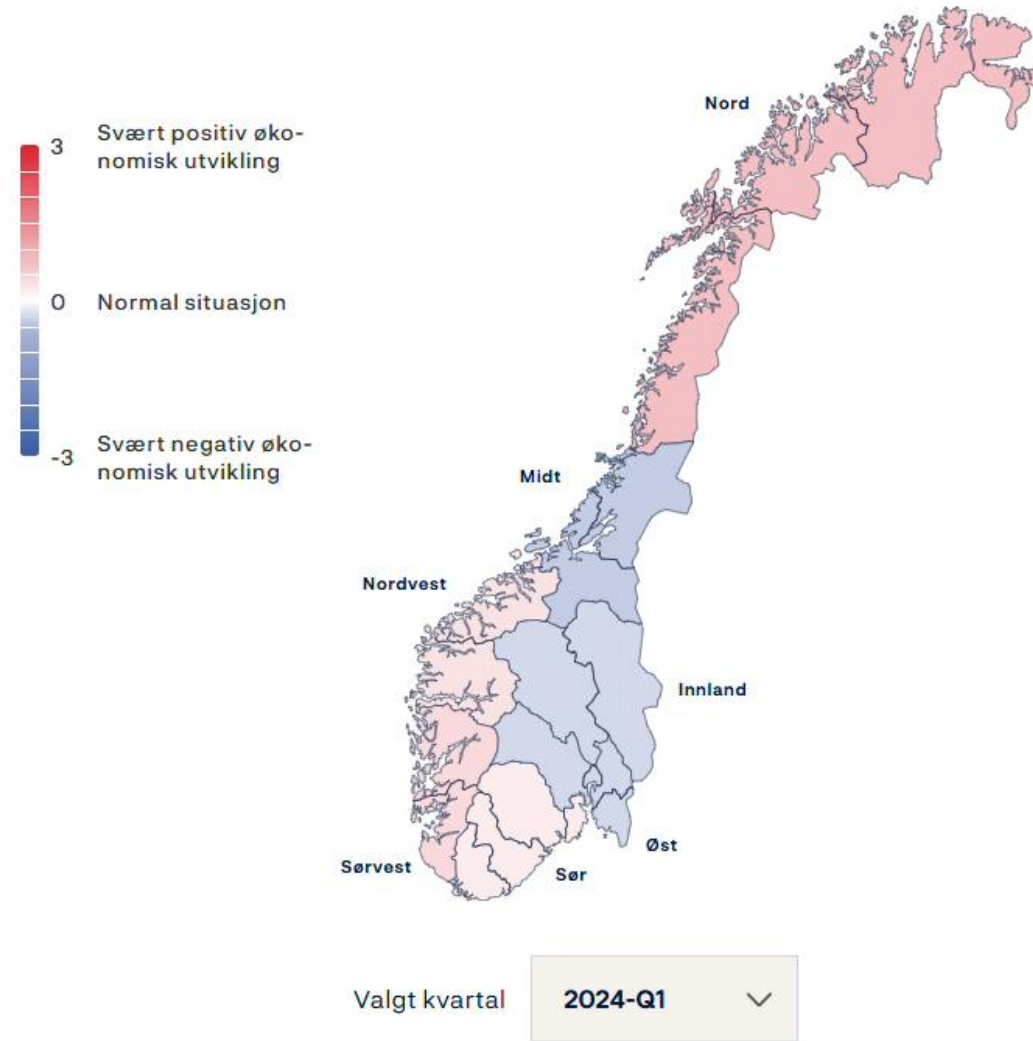 Nord
3
Svært positiv øko-
nomisk utvikling
0
Normal situasjon
-3
Svært negativ øko-
nomisk utvikling
Midt
Nordvest
Innland
Øst
Sørvest
Sør
Valgt kvartal
2024-Q1